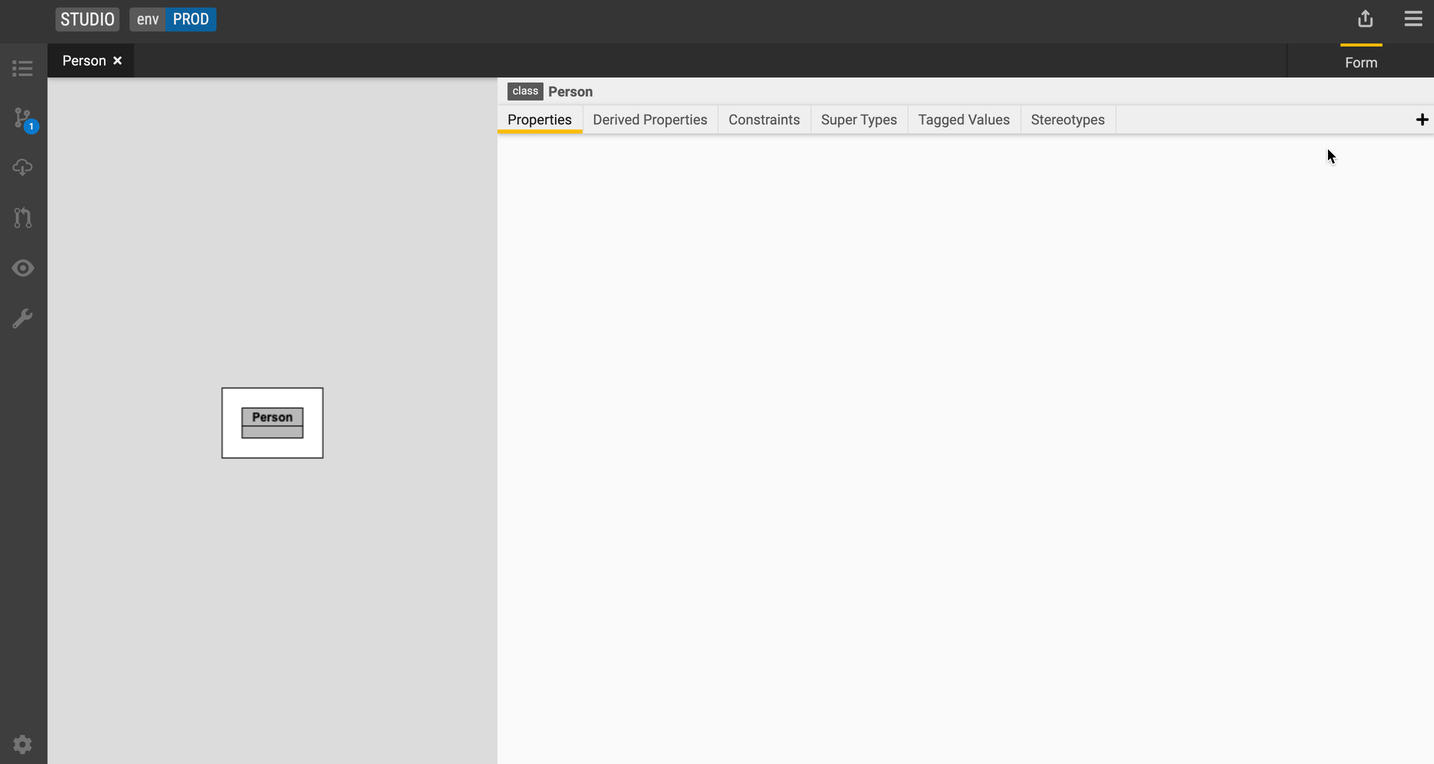 STUDIO env PROD
Person
Form
1
class Person
Properties Derived Properties Constraints Super Types Tagged Values Stereotypes
Person